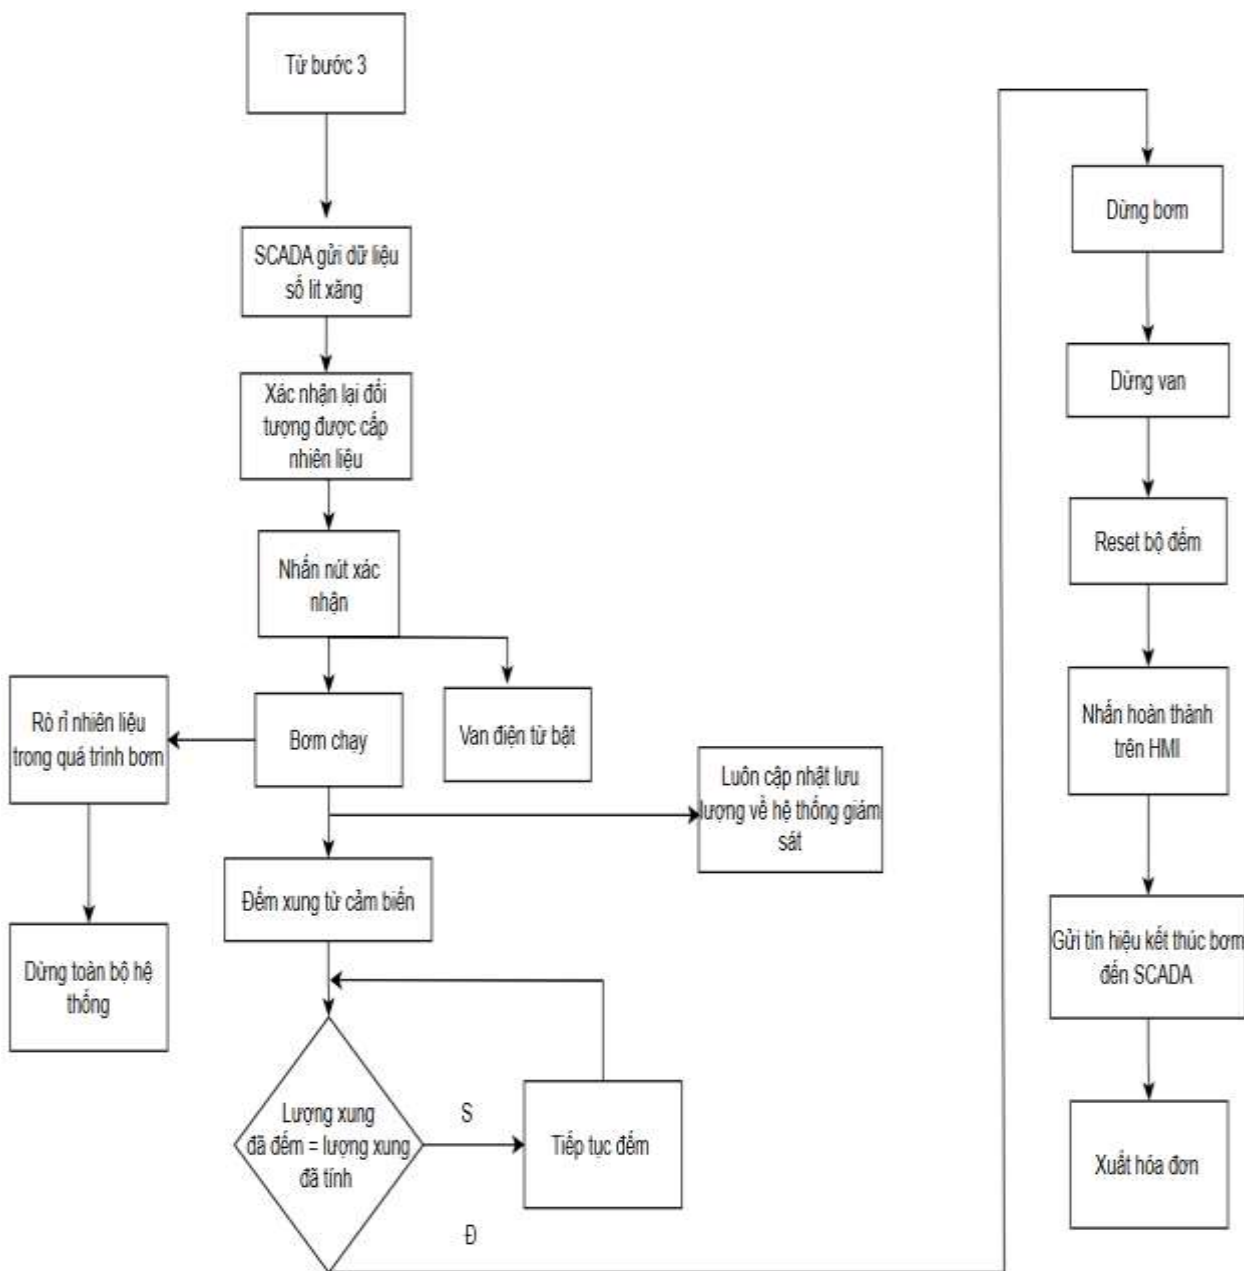 Từ bước 3
SCADA gửi dữ liệu
số lit xăng
Xác nhận lại đối
tượng được cấp
nhiên liệu
Nhấn nút xác
nhận
Rò rỉ nhiên liệu
trong quá trình bơm
Bơm chạy
Van điện từ bật
Luôn cập nhật lưu
lượng về hệ thống giám
sát
Đếm xung từ cảm biến
Dừng toàn bộ hệ
thống
Lượng xung
đã đếm = lượng xung
đã tính
S
Tiếp tục đếm
Đ
Dừng bơm
Dừng van
Reset bộ đếm
Nhấn hoàn thành
trên HMI
Gửi tín hiệu kết thúc bơm
đến SCADA
Xuất hóa đơn